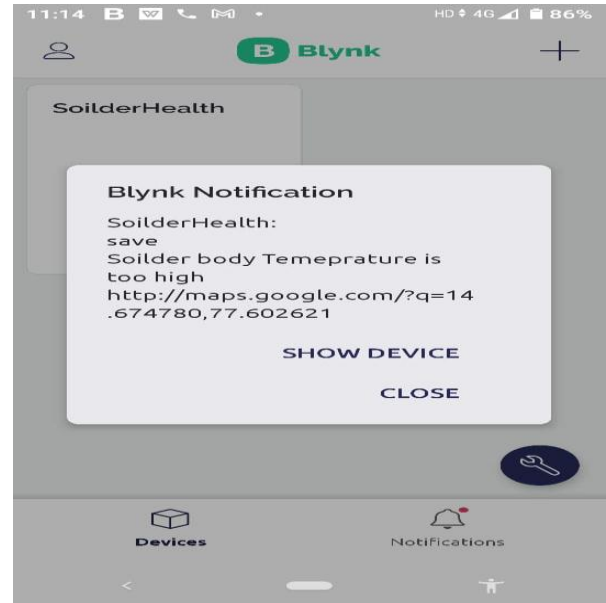 11:14 B W HD 4G 86%
B Blynk
SoilderHealth
Blynk Notification
SoilderHealth:
save
Soilder body Temeprature is
too high
http://maps.google.com/?q=14
.674780,77.602621
SHOW DEVICE
CLOSE
Devices Notifications